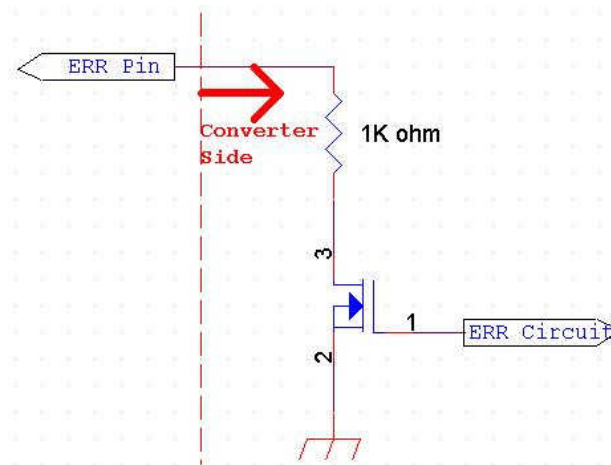 ERR Pin
Converter
Side
1K ohm
3
1
ERR Circuit
2